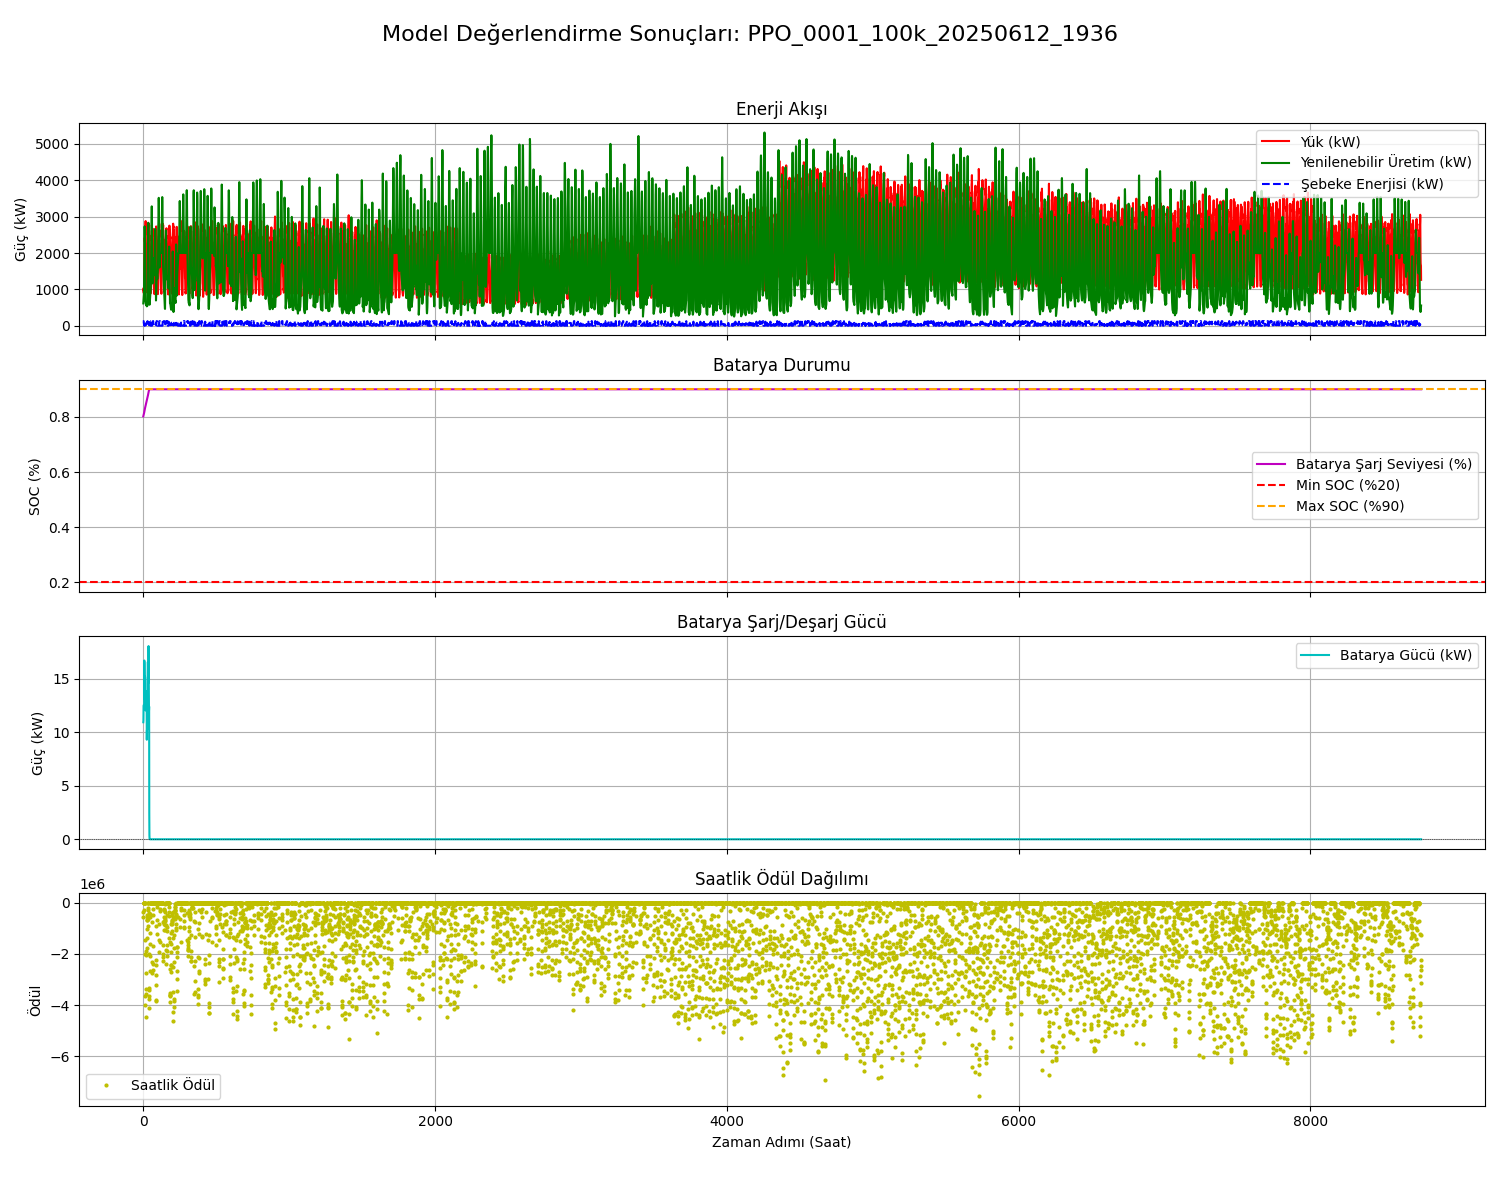 Model Değerlendirme Sonuçları: PPO_0001_100k_20250612_1936
Enerji Akışı
Güç (kW)
5000
4000
3000
2000
1000
0
Yük (kW)
Yenilenebilir Üretim (kW)
Şebeke Enerjisi (kW)
Batarya Durumu
SOC (%)
0.8
0.6
0.4
0.2
Batarya Şarj Seviyesi (%)
Min SOC (%20)
Max SOC (%90)
Batarya Şarj/Deşarj Gücü
Güç (kW)
15
10
5
0
Batarya Gücü (kW)
Saatlik Ödül Dağılımı
1e6
Ödül
0
−2
−4
−6
Saatlik Ödül
0 2000 4000 6000 8000
Zaman Adımı (Saat)